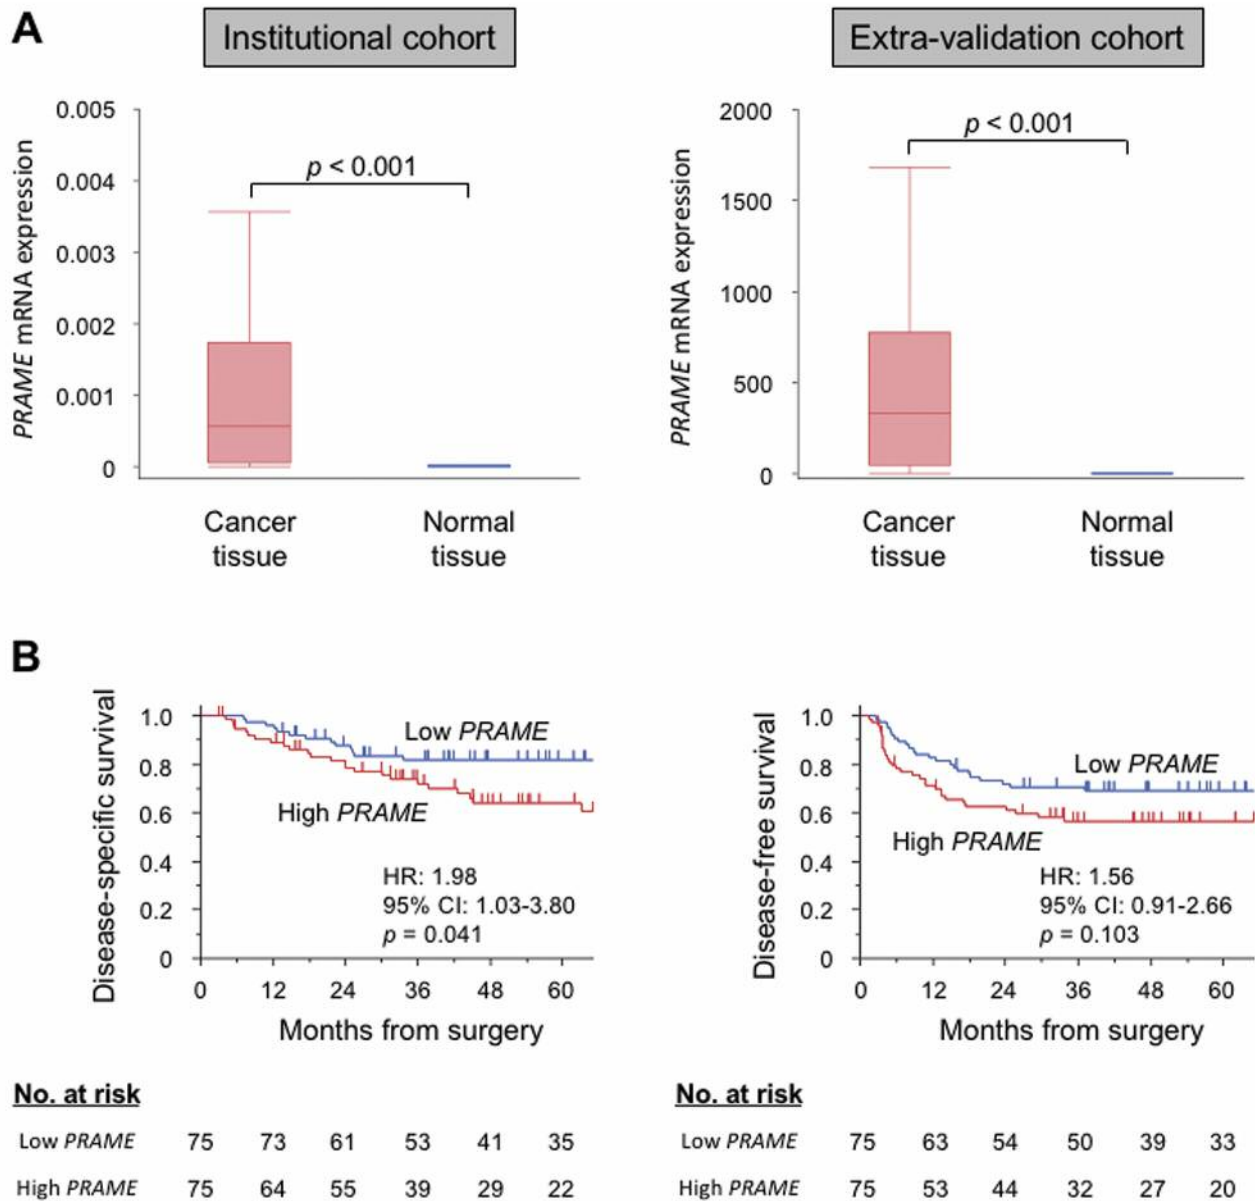 A
Institutional cohort
Extra-validation cohort
PRAME mRNA expression
0.005
0.004
0.003
0.002
0.001
0
p < 0.001
Cancer
tissue
Normal
tissue
PRAME mRNA expression
2000
1500
1000
500
0
p < 0.001
Cancer
tissue
Normal
tissue
B
Disease-specific survival
1.0
0.8
0.6
0.4
0.2
0
Low PRAME
High PRAME
HR: 1.98
95% CI: 1.03-3.80
p = 0.041
0 12 24 36 48 60
Months from surgery
Disease-free survival
1.0
0.8
0.6
0.4
0.2
0
Low PRAME
High PRAME
HR: 1.56
95% CI: 0.91-2.66
p = 0.103
0 12 24 36 48 60
Months from surgery
No. at risk
Low PRAME 75 73 61 53 41 35
High PRAME 75 64 55 39 29 22
No. at risk
Low PRAME 75 63 54 50 39 33
High PRAME 75 53 44 32 27 20